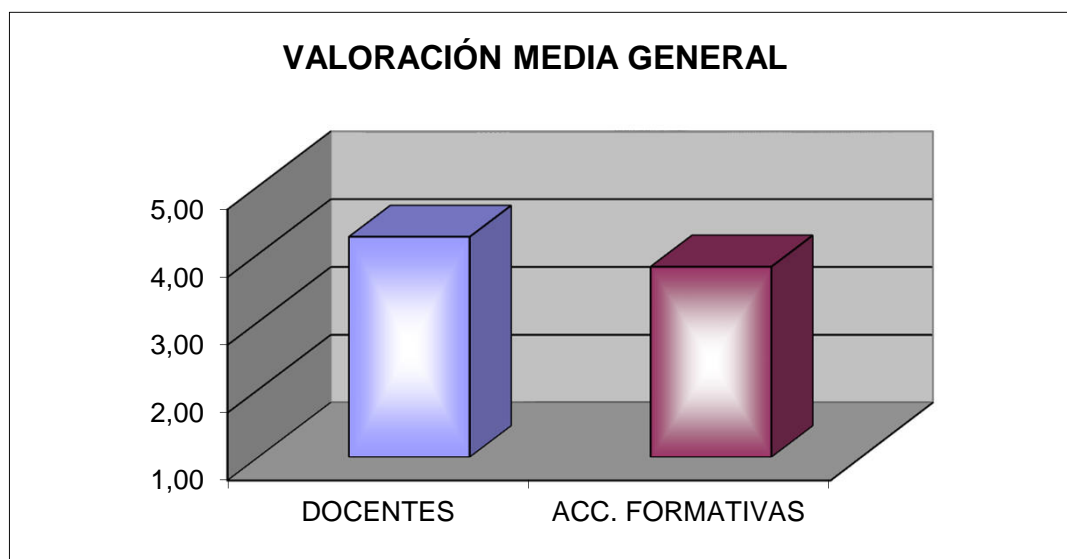 VALORACIÓN MEDIA GENERAL
5,00
4,00
3,00
2,00
1,00
DOCENTES
ACC. FORMATIVAS